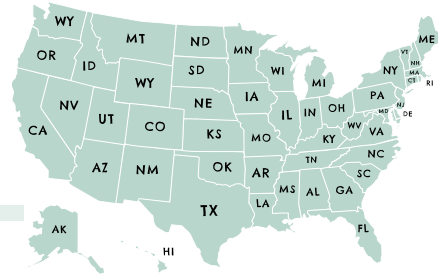 WY
MT
ND
MN
ME
VT
NH
OR
ID
WY
SD
WI
MI
NY
MA
CT
RI
NV
UT
CO
NE
IA
IL
IN
OH
PA
NJ
MD
DE
CA
KS
MO
KY
WV
VA
AZ
NM
OK
AR
TN
NC
SC
TX
LA
MS
AL
GA
FL
AK
HI